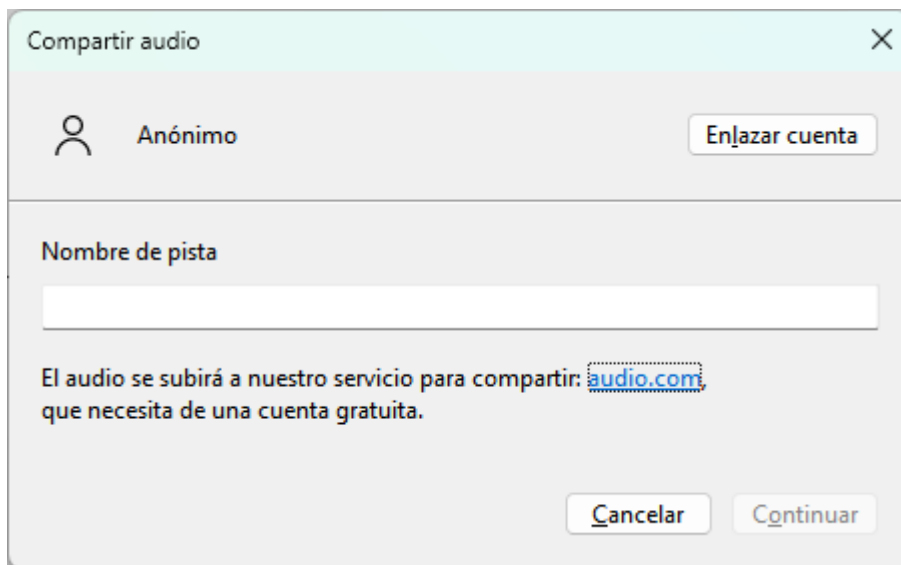 Compartir audio
Anónimo
Enlazar cuenta
Nombre de pista
El audio se subirá a nuestro servicio para compartir: audio.com,
que necesita de una cuenta gratuita.
Cancelar
Continuar